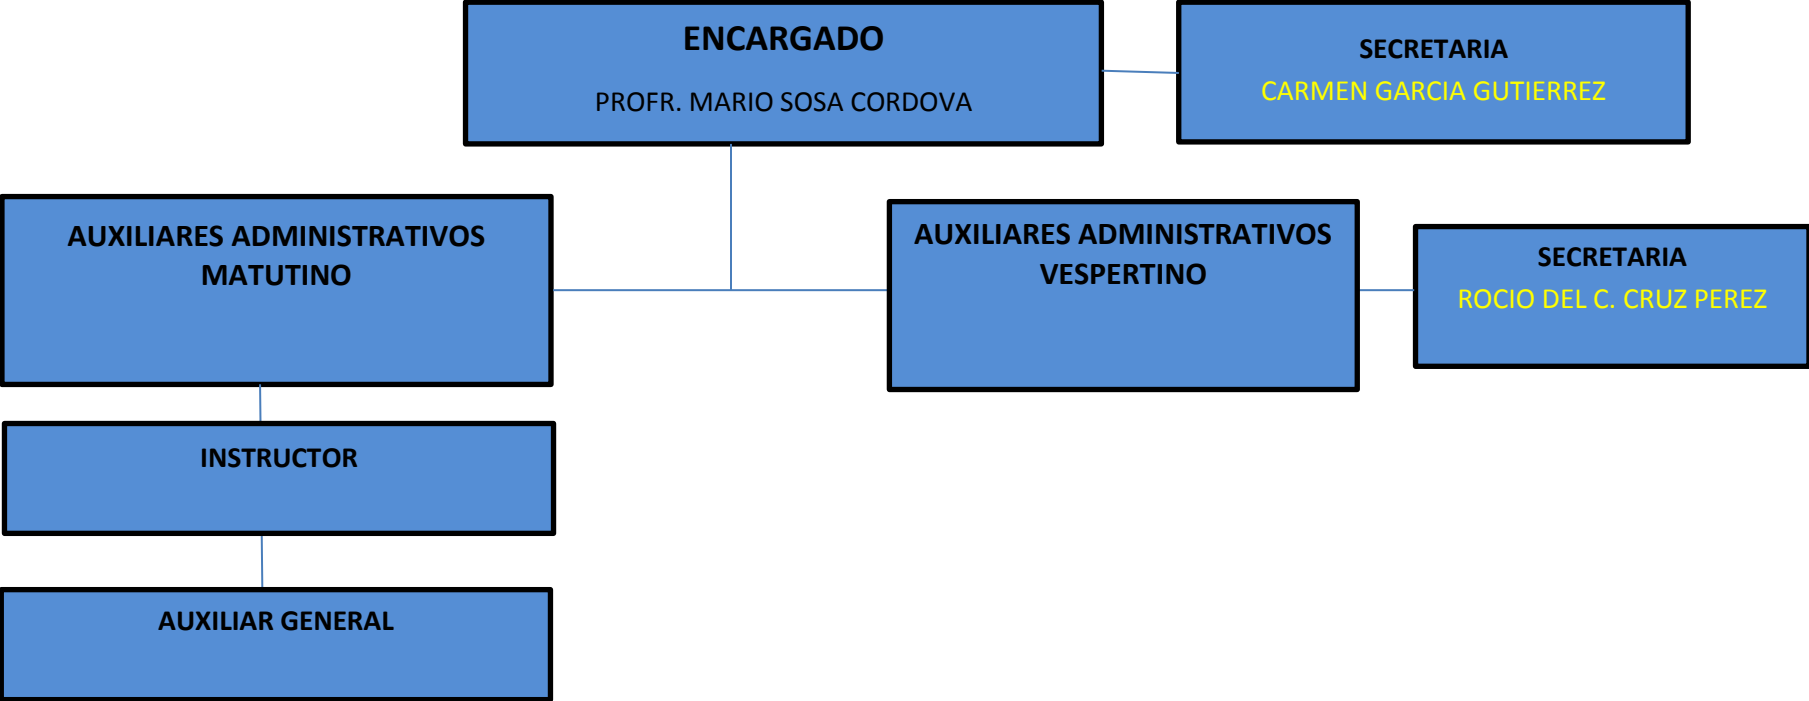 ENCARGADO
PROFR. MARIO SOSA CORDOVA
SECRETARIA
CARMEN GARCIA GUTIERREZ
AUXILIARES ADMINISTRATIVOS
MATUTINO
AUXILIARES ADMINISTRATIVOS
VESPERTINO
SECRETARIA
ROCIO DEL C. CRUZ PEREZ
INSTRUCTOR
AUXILIAR GENERAL